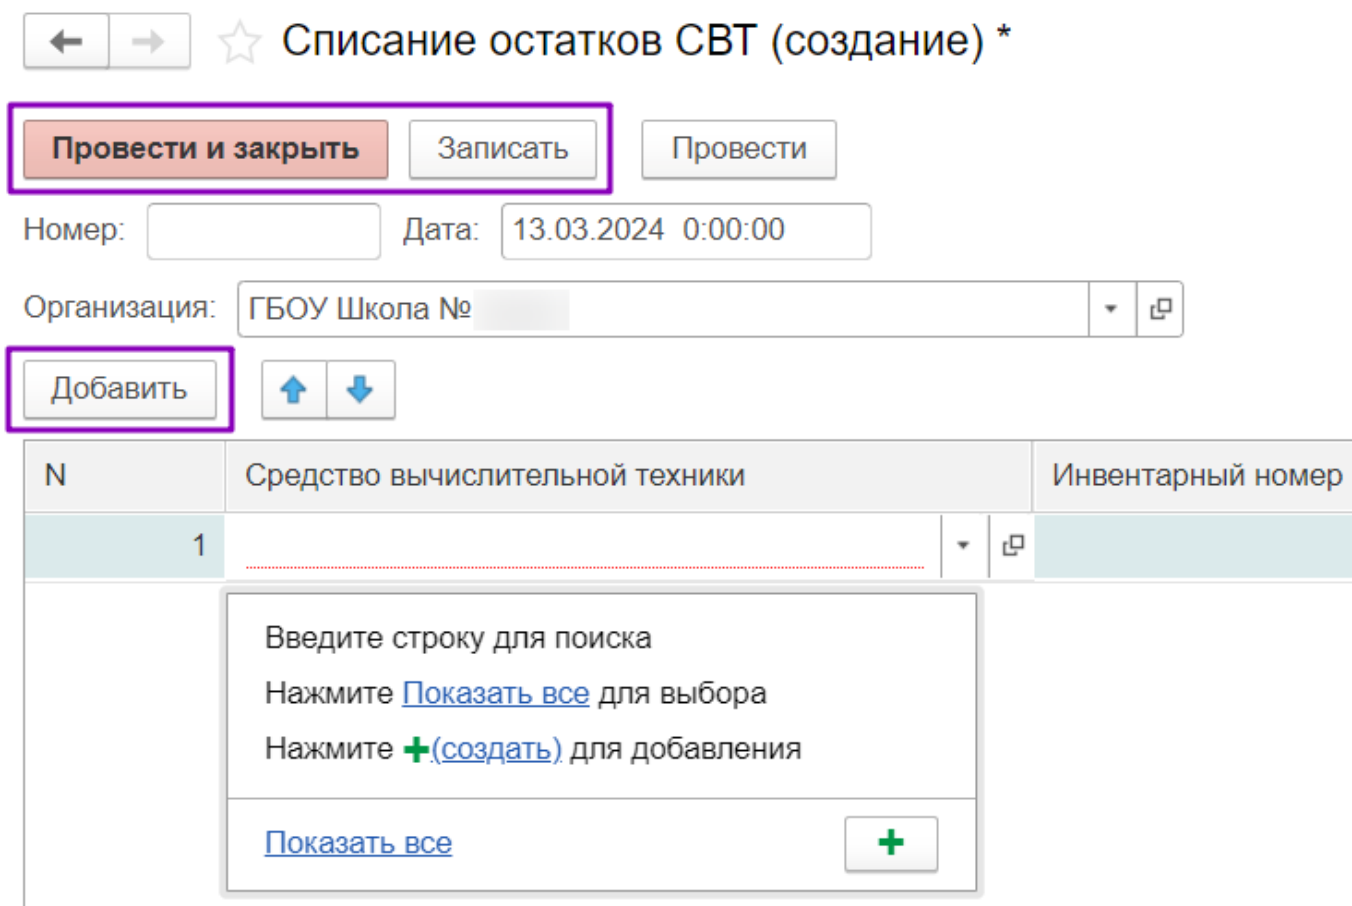 Списание остатков СВТ (создание) *
Провести и закрыть Записать Провести
Номер: Дата: 13.03.2024 0:00:00
Организация: ГБОУ Школа №
Добавить
N Средство вычислительной техники Инвентарный номер
1
Введите строку для поиска
Нажмите Показать все для выбора
Нажмите +(создать) для добавления
Показать все +